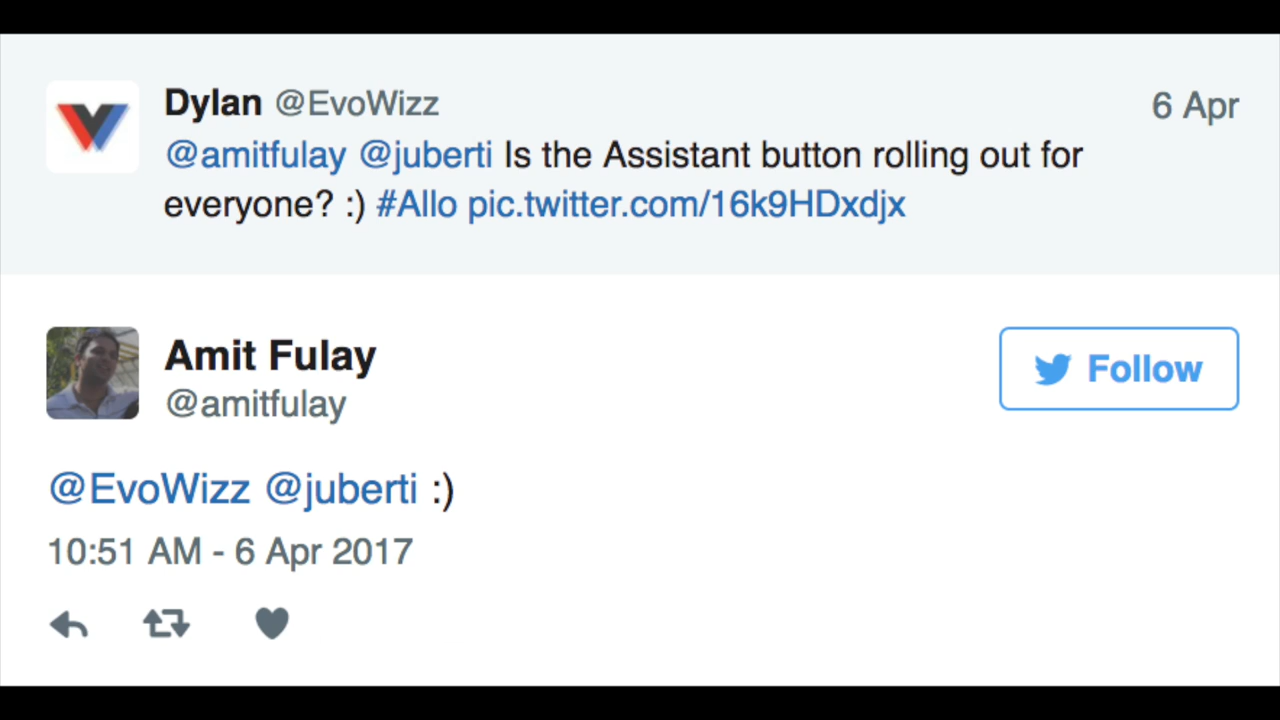 Dylan @EvoWizz
6 Apr
@amitfulay @juberti Is the Assistant button rolling out for
everyone? :) #Allo pic.twitter.com/16k9HDxdjx
Amit Fulay
@amitfulay
Follow
@EvoWizz @juberti :)
10:51 AM - 6 Apr 2017